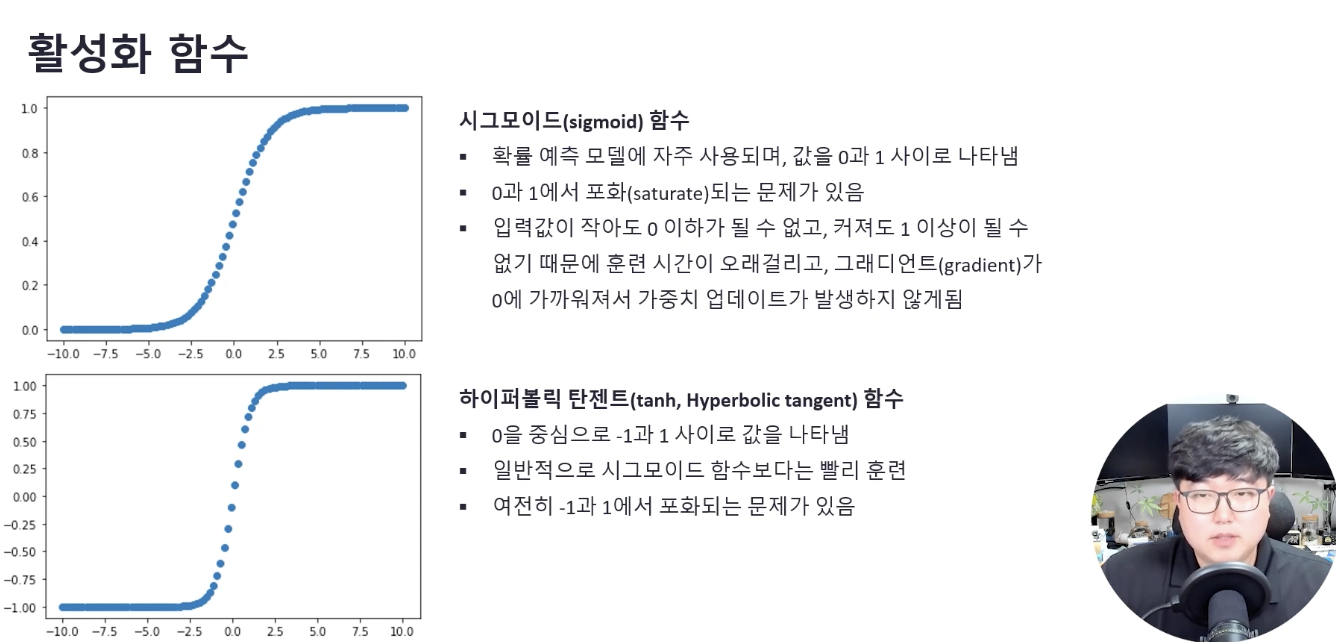 활성화 함수
1.0
0.8
0.6
0.4
0.2
0.0
−10.0 −7.5 −5.0 −2.5 0.0 2.5 5.0 7.5 10.0
시그모이드(sigmoid) 함수
▪ 확률 예측 모델에 자주 사용되며, 값을 0과 1 사이로 나타냄
▪ 0과 1에서 포화(saturate)되는 문제가 있음
▪ 입력값이 작아도 0 이하가 될 수 없고, 커져도 1 이상이 될 수
없기 때문에 훈련 시간이 오래걸리고, 그래디언트(gradient)가
0에 가까워져서 가중치 업데이트가 발생하지 않게됨
1.00
0.75
0.50
0.25
0.00
−0.25
−0.50
−0.75
−1.00
−10.0 −7.5 −5.0 −2.5 0.0 2.5 5.0 7.5 10.0
하이퍼볼릭 탄젠트(tanh, Hyperbolic tangent) 함수
▪ 0을 중심으로 -1과 1 사이로 값을 나타냄
▪ 일반적으로 시그모이드 함수보다는 빨리 훈련
▪ 여전히 -1과 1에서 포화되는 문제가 있음